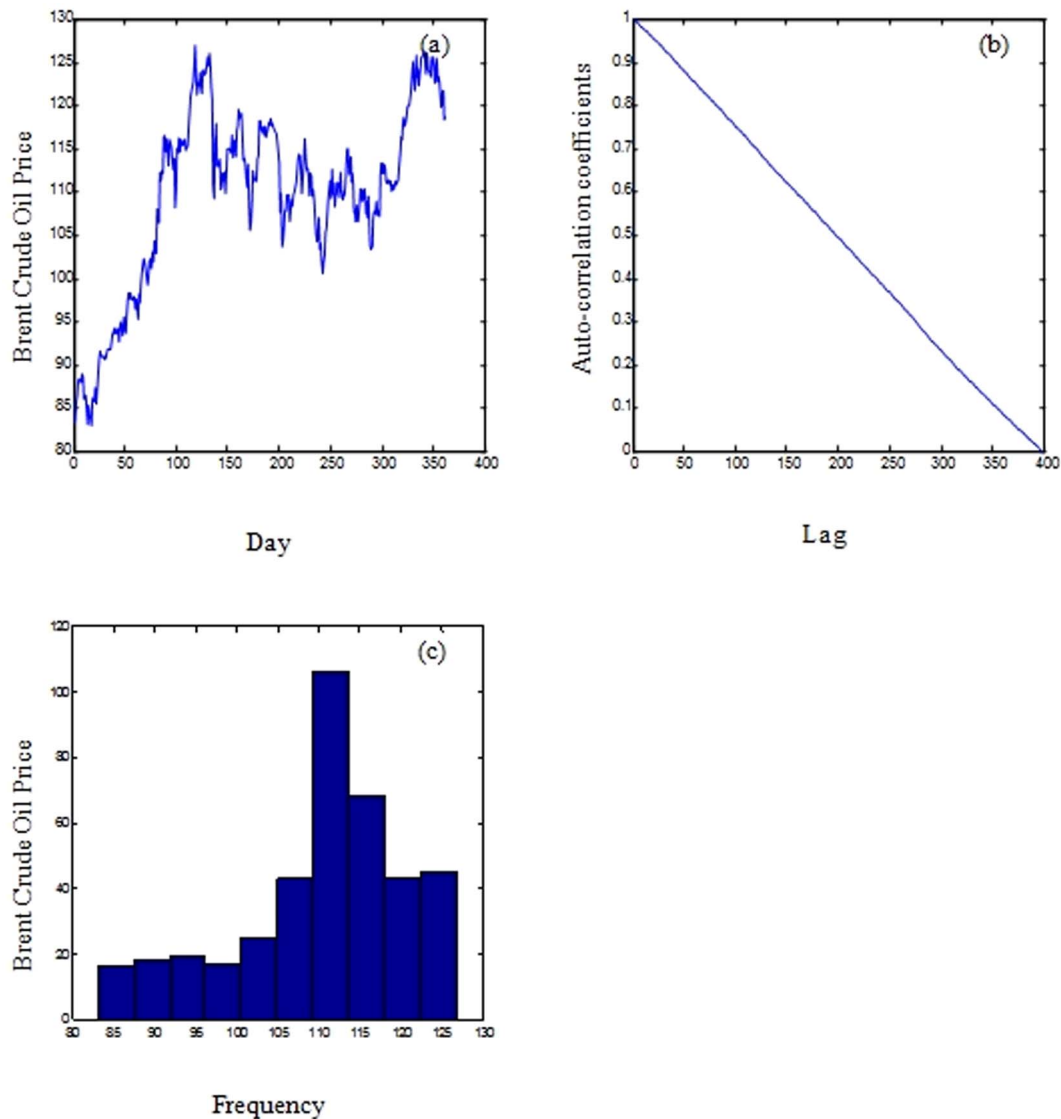 (a)
Brent Crude Oil Price
130
125
120
115
110
105
100
95
90
85
80
0 50 100 150 200 250 300 350 400
Day
(b)
Auto-correlation coefficients
1
0.9
0.8
0.7
0.6
0.5
0.4
0.3
0.2
0.1
0
0 50 100 150 200 250 300 350 400
Lag
(c)
Brent Crude Oil Price
120
100
80
60
40
20
0
80 85 90 95 100 105 110 115 120 125 130
Frequency